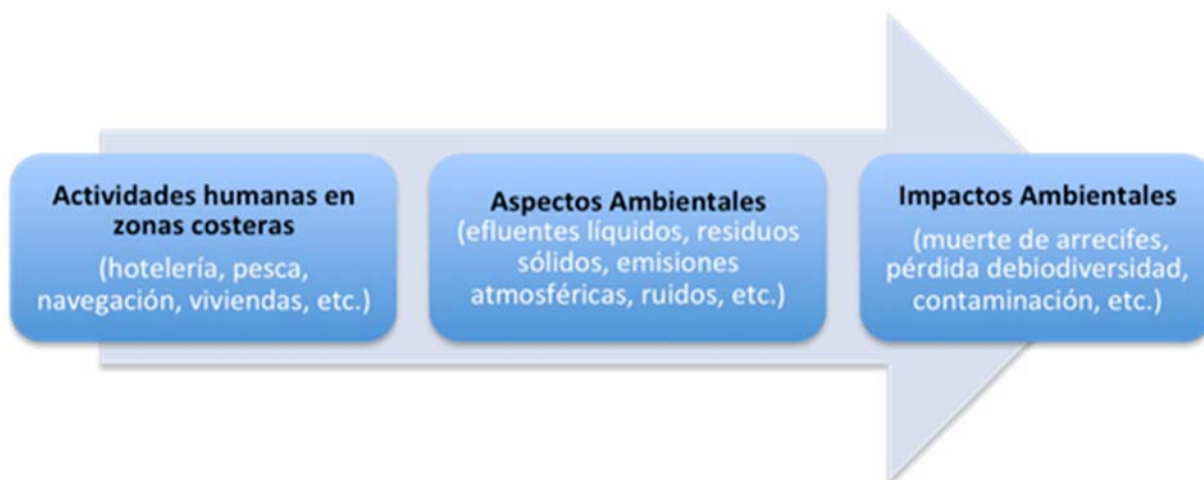 Actividades humanas en
zonas costeras
(hotelería, pesca,
navegación, viviendas, etc.)
Aspectos Ambientales
(efluentes líquidos, residuos
sólidos, emisiones
atmosféricas, ruidos, etc.)
Impactos Ambientales
(muerte de arrecifes,
pérdida debiodiversidad,
contaminación, etc.)